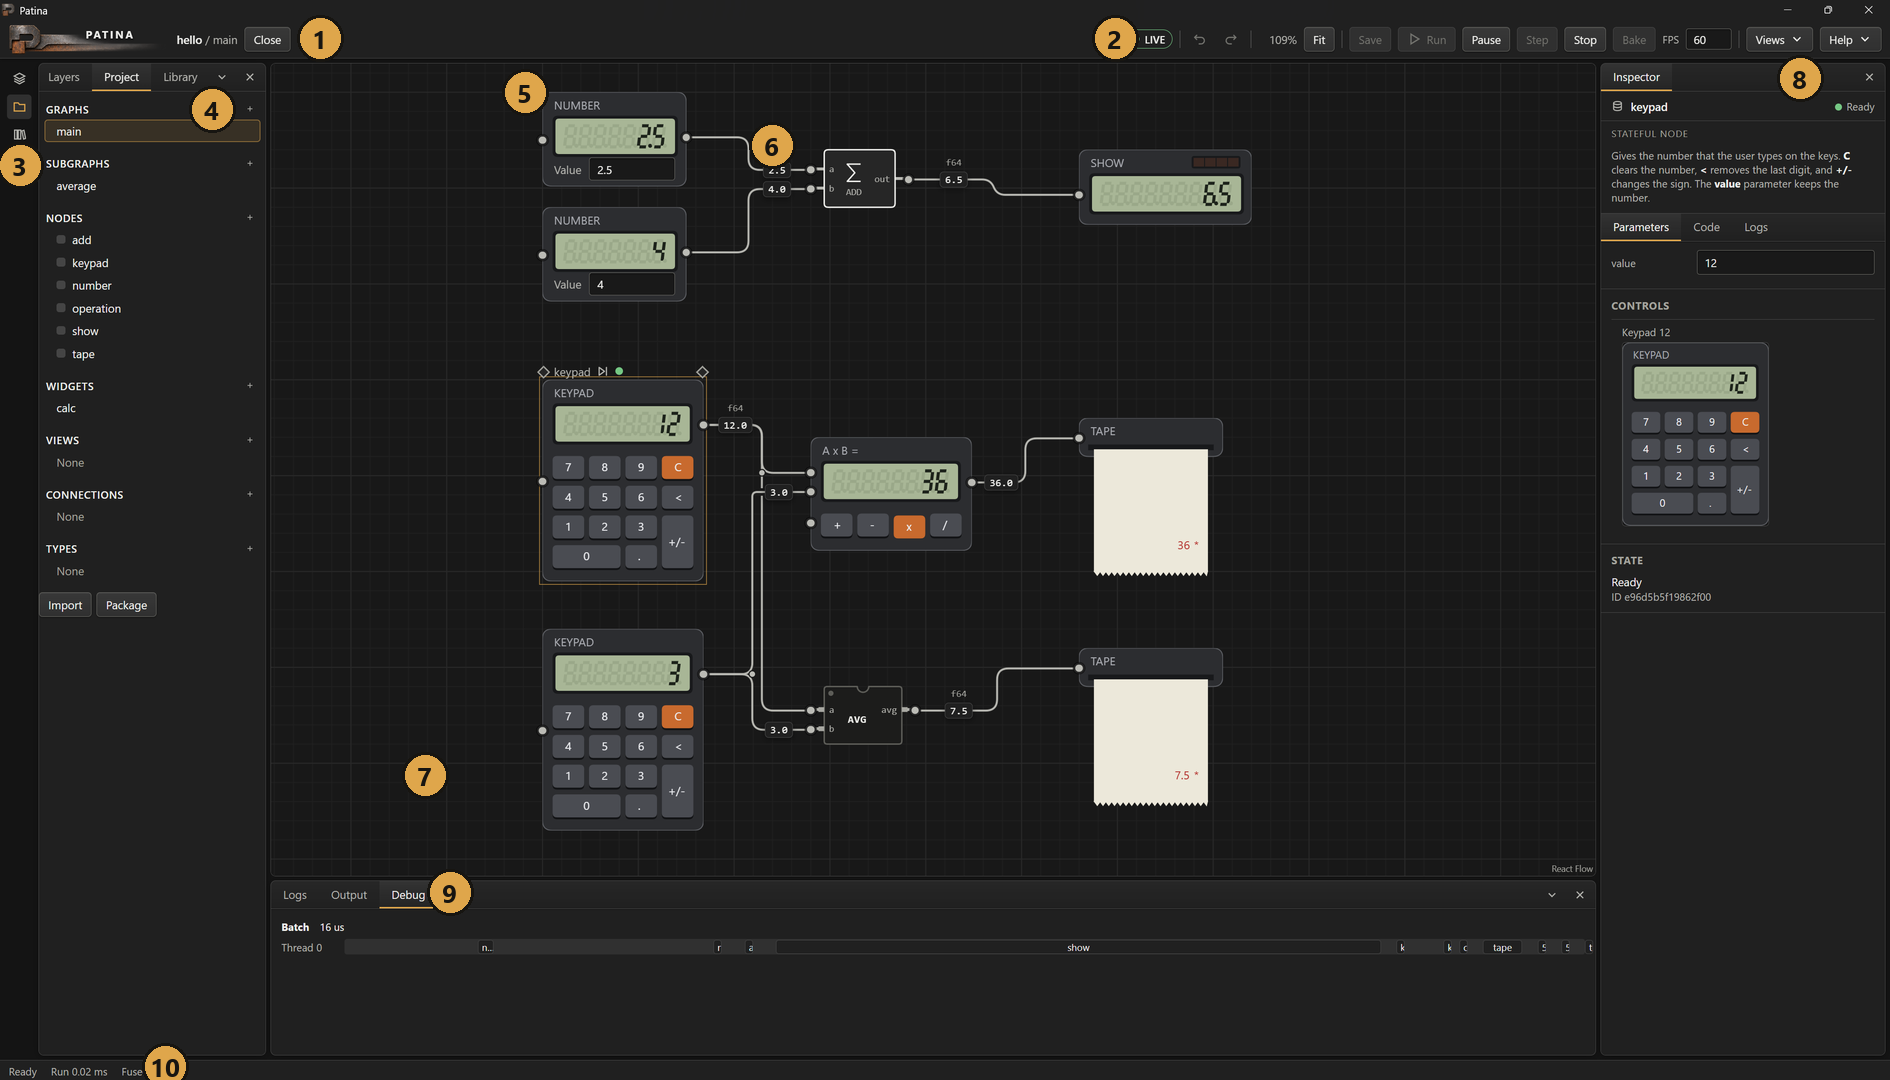 Patina
PATINA
hello / main
Close
1
2
LIVE
109%
Fit
Save
Run
Pause
Step
Stop
Bake
FPS
60
Views
Help
Layers
Project
Library
3
4
GRAPHS
main
SUBGRAPHS
average
NODES
add
keypad
number
operation
show
tape
WIDGETS
calc
VIEWS
None
CONNECTIONS
None
TYPES
None
Import
Package
5
NUMBER
2.5
Value 2.5
NUMBER
4
Value 4
6
2.5
4.0
a
b
Σ
ADD
out
f64
6.5
SHOW
6.5
keypad
KEYPAD
12
7 8 9 C
4 5 6 <
1 2 3 +/-
0 .
f64
12.0
3.0
A x B =
36
+ - x /
36.0
TAPE
36 *
KEYPAD
3
7 8 9 C
4 5 6 <
1 2 3 +/-
0 .
7
3.0
a
b
AVG
avg
f64
7.5
TAPE
7.5 *
React Flow
Inspector
8
keypad
Ready
STATEFUL NODE
Gives the number that the user types on the keys. C
clears the number, < removes the last digit, and +/-
changes the sign. The value parameter keeps the
number.
Parameters
Code
Logs
value
12
CONTROLS
Keypad 12
KEYPAD
12
7 8 9 C
4 5 6 <
1 2 3 +/-
0 .
STATE
Ready
ID e96d5b5f19862f00
Logs
Output
Debug
9
Batch 16 us
Thread 0
n..
show
k
k
tape
Ready
Run 0.02 ms
Fuse
10